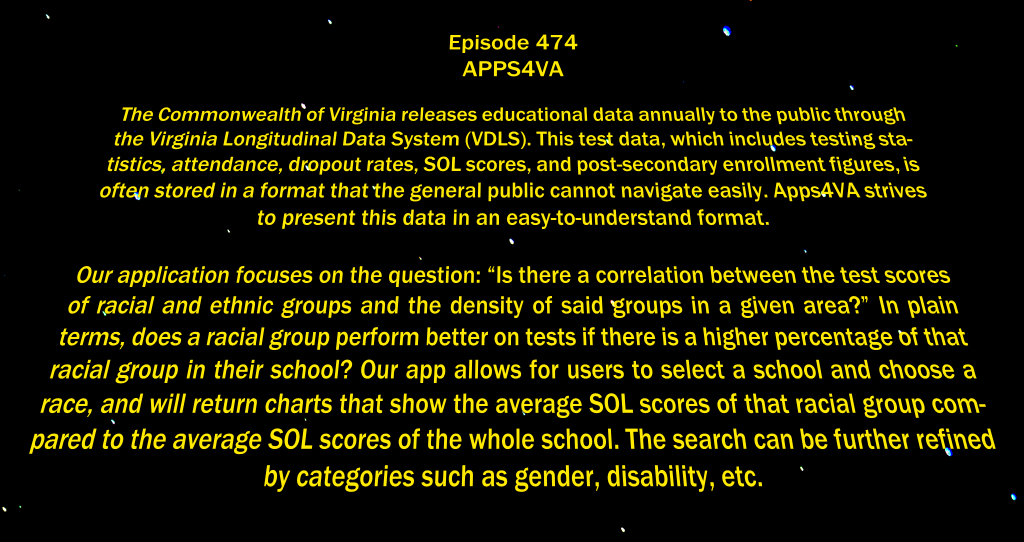 Episode 474
APPS4VA
The Commonwealth of Virginia releases educational data annually to the public through
the Virginia Longitudinal Data System (VDLS). This test data, which includes testing sta-
tistics, attendance, dropout rates, SOL scores, and post-secondary enrollment figures, is
often stored in a format that the general public cannot navigate easily. Apps4VA strives
to present this data in an easy-to-understand format.
Our application focuses on the question: “Is there a correlation between the test scores
of racial and ethnic groups and the density of said groups in a given area?” In plain
terms, does a racial group perform better on tests if there is a higher percentage of that
racial group in their school? Our app allows for users to select a school and choose a
race, and will return charts that show the average SOL scores of that racial group com-
pared to the average SOL scores of the whole school. The search can be further refined
by categories such as gender, disability, etc.